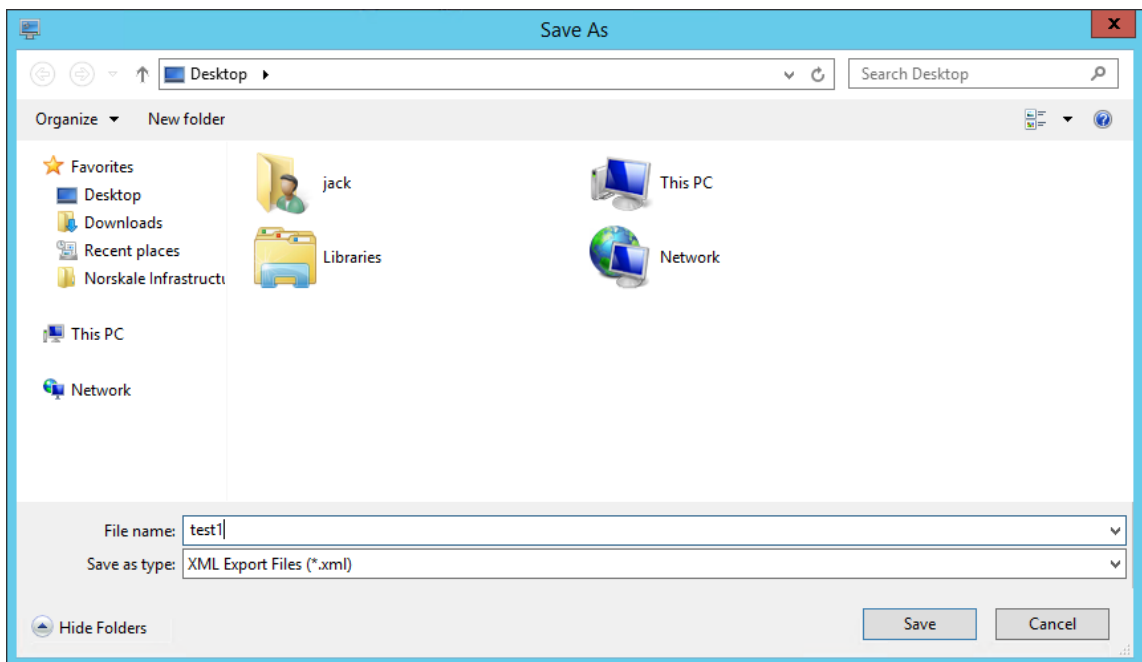 Save As
x
Desktop
Search Desktop
Organize
New folder
Favorites
Desktop
Downloads
Recent places
Norskale Infrastructu
This PC
Network
jack
This PC
Libraries
Network
File name: test1
Save as type: XML Export Files (*.xml)
Hide Folders
Save
Cancel